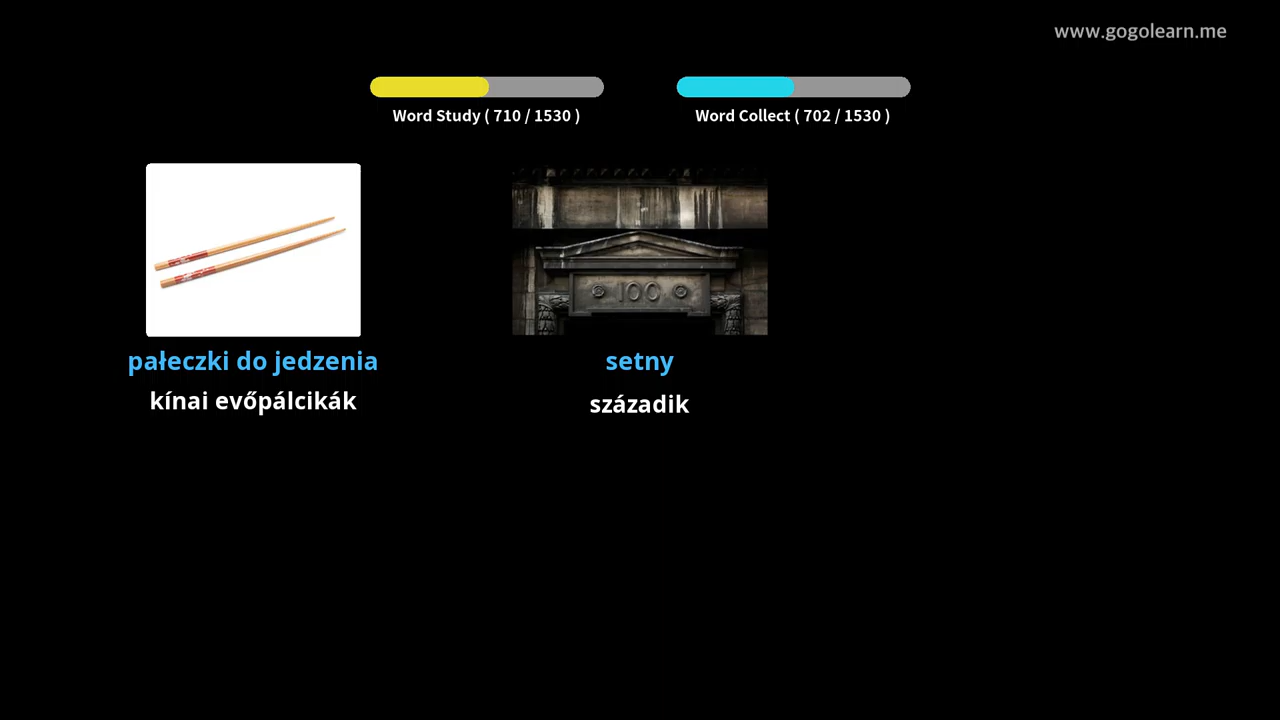 www.gogolearn.me
Word Study ( 710 / 1530 )
Word Collect ( 702 / 1530 )
100
pałeczki do jedzenia
kínai evőpálcikák
setny
századik